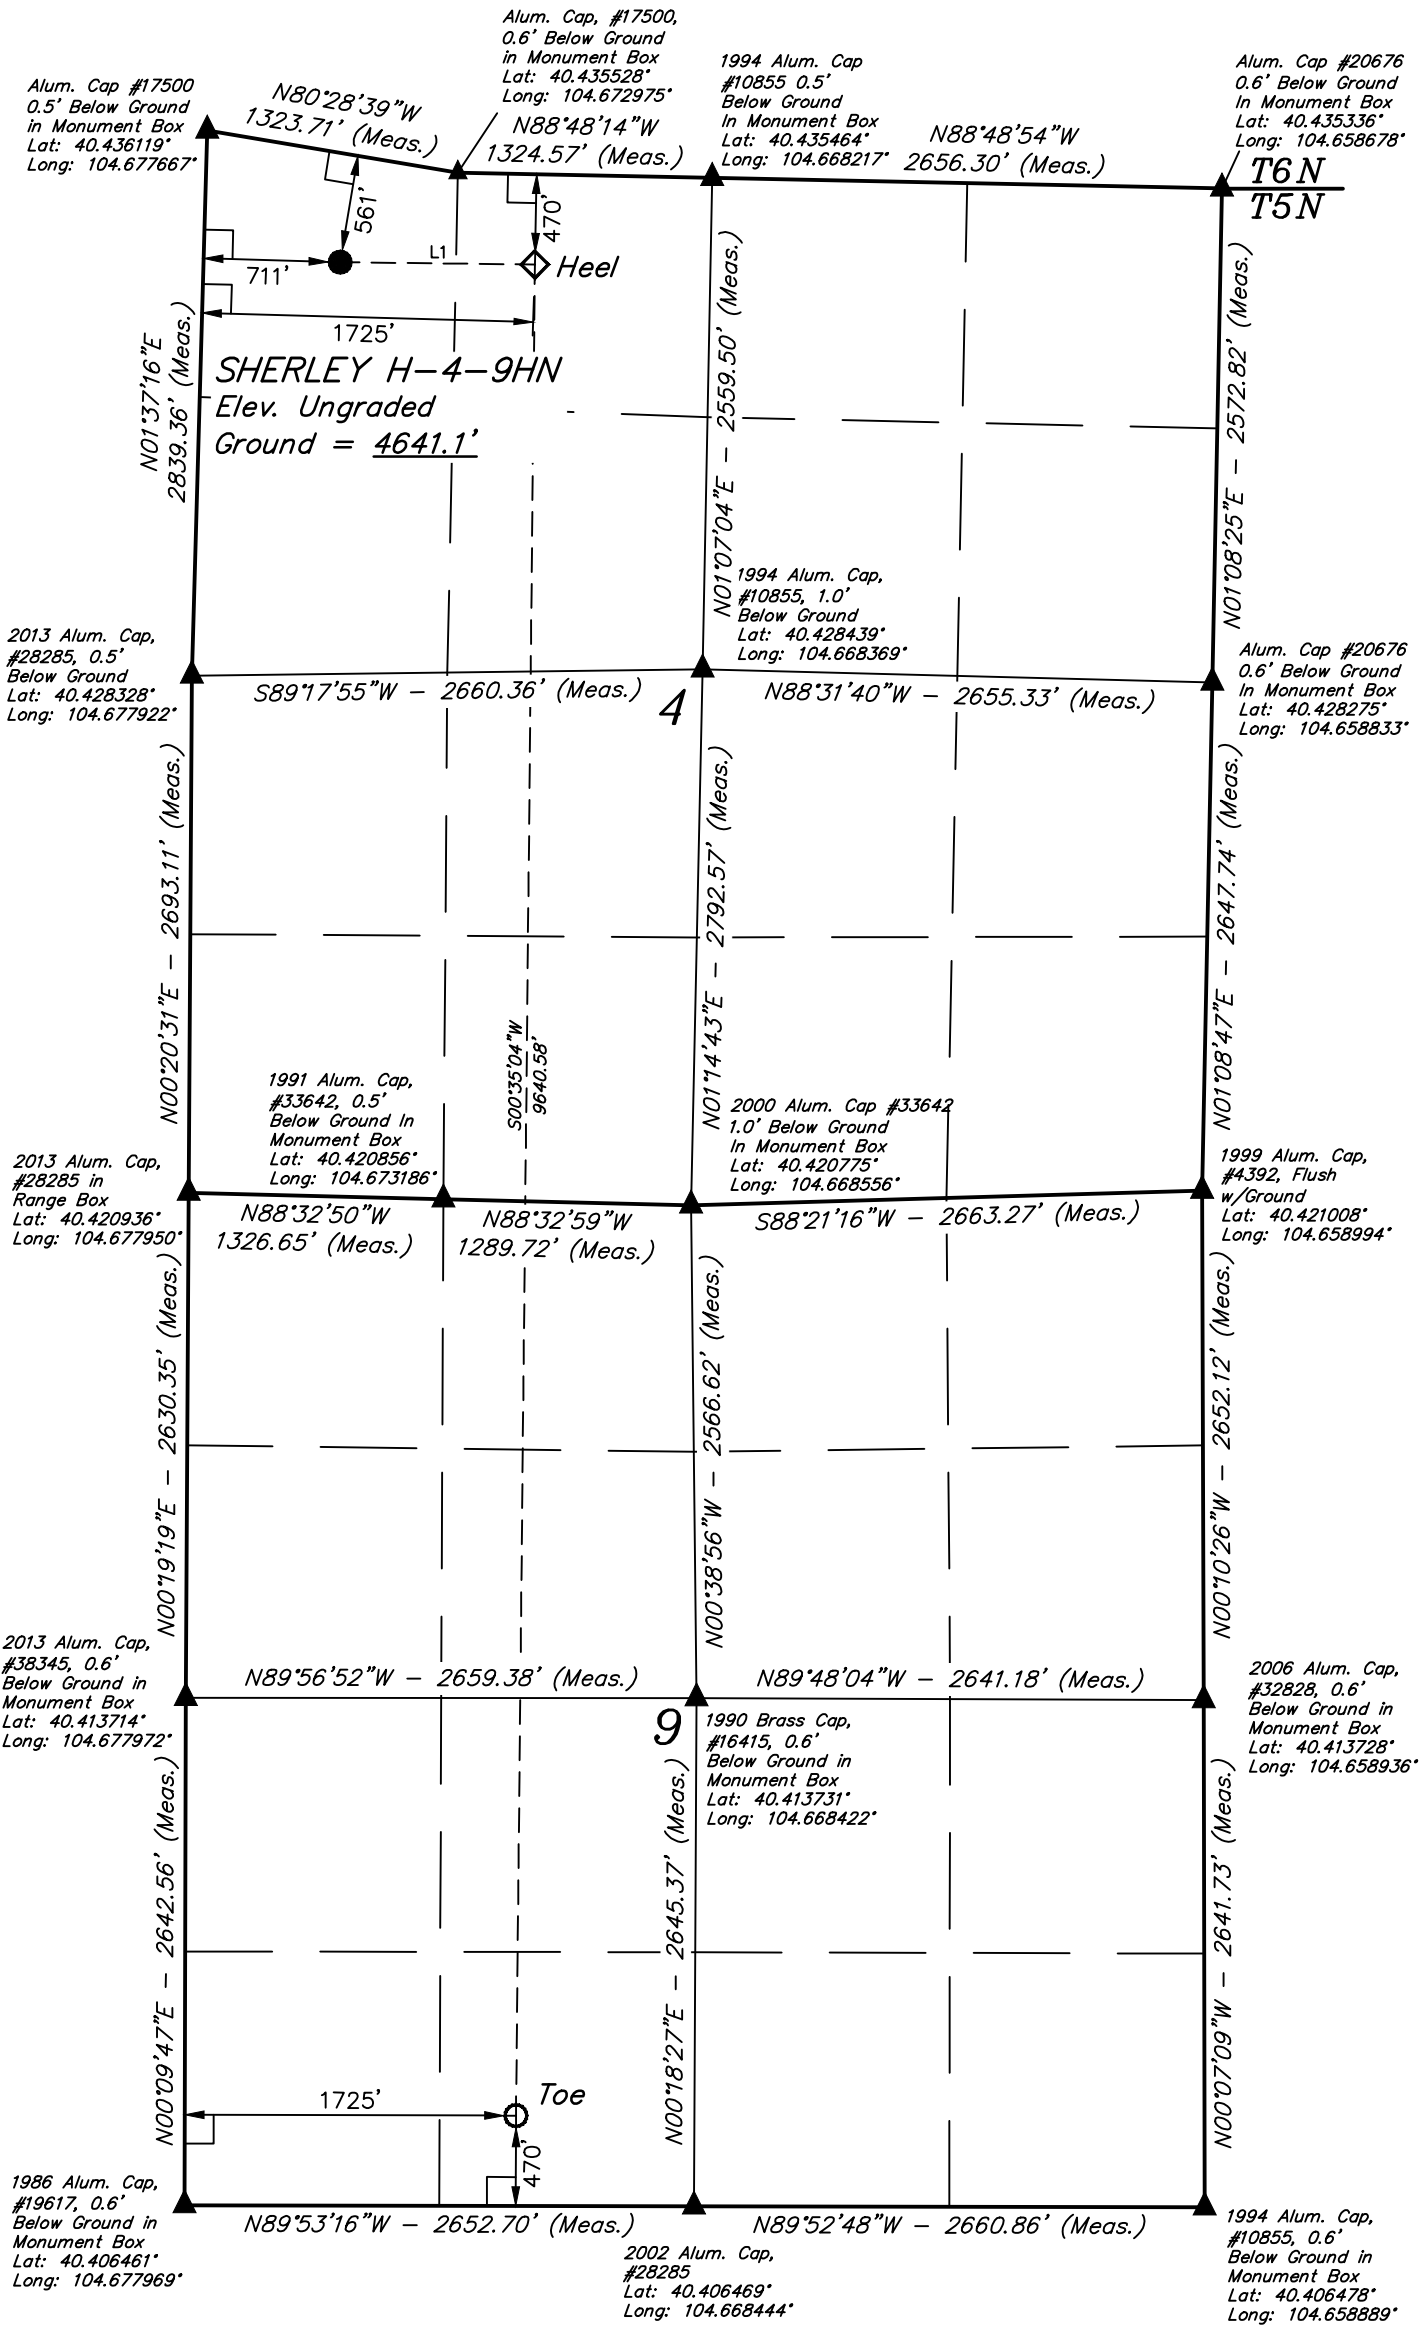 Alum. Cap, #17500,
0.6' Below Ground
in Monument Box
Lat: 40.435528°
Long: 104.672975°
1994 Alum. Cap
#10855 0.5'
Below Ground
In Monument Box
Lat: 40.435464°
Long: 104.668217°
Alum. Cap #20676
0.6' Below Ground
In Monument Box
Lat: 40.435336°
Long: 104.658678°
Alum. Cap #17500
0.5' Below Ground
in Monument Box
Lat: 40.436119°
Long: 104.677667°
N80°28'39"W
1323.71' (Meas.)
N88°48'14"W
1324.57' (Meas.)
N88°48'54"W
2656.30' (Meas.)
T6N
T5N
561'
470'
711'
L1
Heel
1725'
SHERLEY H-4-9HN
Elev. Ungraded
Ground = 4641.1'
N01°37'16"E
2839.36' (Meas.)
N01°07'04"E - 2559.50' (Meas.)
N01°08'25"E - 2572.82' (Meas.)
1994 Alum. Cap,
#10855, 1.0'
Below Ground
Lat: 40.428439°
Long: 104.668369°
2013 Alum. Cap,
#28285, 0.5'
Below Ground
Lat: 40.428328°
Long: 104.677922°
Alum. Cap #20676
0.6' Below Ground
In Monument Box
Lat: 40.428275°
Long: 104.658833°
S89°17'55"W - 2660.36' (Meas.)
4
N88°31'40"W - 2655.33' (Meas.)
N00°20'31"E - 2693.11' (Meas.)
N01°14'43"E - 2792.57' (Meas.)
N01°08'47"E - 2647.74' (Meas.)
S00°35'04"W
9640.58'
1991 Alum. Cap,
#33642, 0.5'
Below Ground In
Monument Box
Lat: 40.420856°
Long: 104.673186°
2000 Alum. Cap #33642
1.0' Below Ground
In Monument Box
Lat: 40.420775°
Long: 104.668556°
2013 Alum. Cap,
#28285 in
Range Box
Lat: 40.420936°
Long: 104.677950°
1999 Alum. Cap,
#4392, Flush
w/Ground
Lat: 40.421008°
Long: 104.658994°
N88°32'50"W
1326.65' (Meas.)
N88°32'59"W
1289.72' (Meas.)
S88°21'16"W - 2663.27' (Meas.)
N00°19'19"E - 2630.35' (Meas.)
N00°38'56"W - 2566.62' (Meas.)
N00°10'26"W - 2652.12' (Meas.)
2013 Alum. Cap,
#38345, 0.6'
Below Ground in
Monument Box
Lat: 40.413714°
Long: 104.677972°
N89°56'52"W - 2659.38' (Meas.)
N89°48'04"W - 2641.18' (Meas.)
9
1990 Brass Cap,
#16415, 0.6'
Below Ground in
Monument Box
Lat: 40.413731°
Long: 104.668422°
2006 Alum. Cap,
#32828, 0.6'
Below Ground in
Monument Box
Lat: 40.413728°
Long: 104.658936°
N00°09'47"E - 2642.56' (Meas.)
N00°18'27"E - 2645.37' (Meas.)
N00°07'09"W - 2641.73' (Meas.)
1725'
Toe
470'
1986 Alum. Cap,
#19617, 0.6'
Below Ground in
Monument Box
Lat: 40.406461°
Long: 104.677969°
N89°53'16"W - 2652.70' (Meas.)
N89°52'48"W - 2660.86' (Meas.)
2002 Alum. Cap,
#28285
Lat: 40.406469°
Long: 104.668444°
1994 Alum. Cap,
#10855, 0.6'
Below Ground in
Monument Box
Lat: 40.406478°
Long: 104.658889°